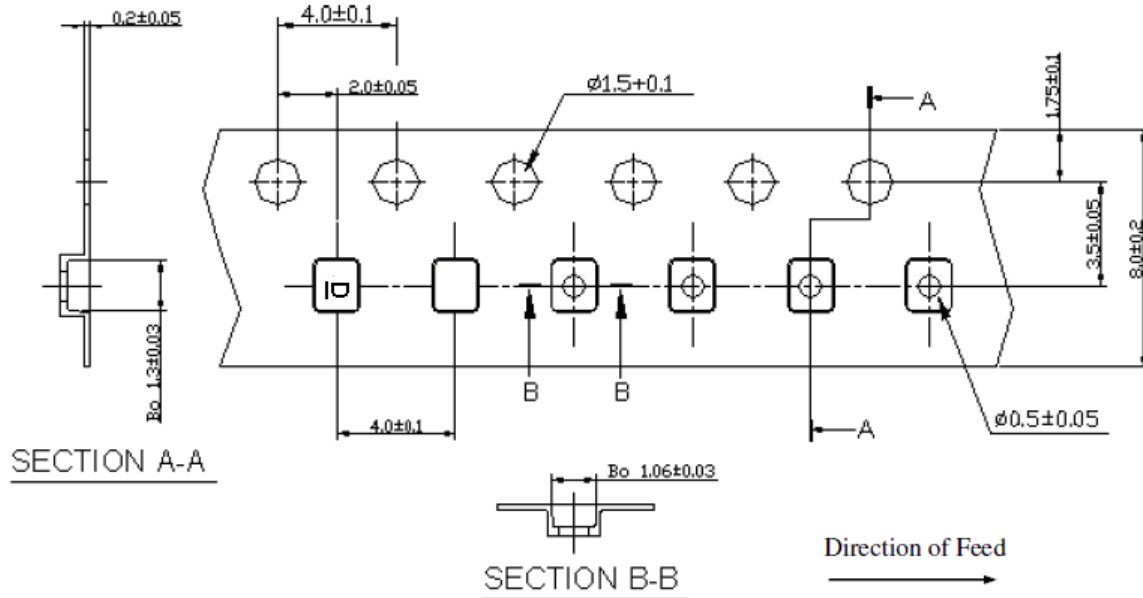 0.2±0.05
4.0±0.1
2.0±0.05
ø1.5+0.1
A
1.75±0.1
3.5±0.05
8.0±0.2
D
B
B
Bo 1.3±0.03
4.0±0.1
A
ø0.5±0.05
SECTION A-A
Bo 1.06±0.03
SECTION B-B
Direction of Feed